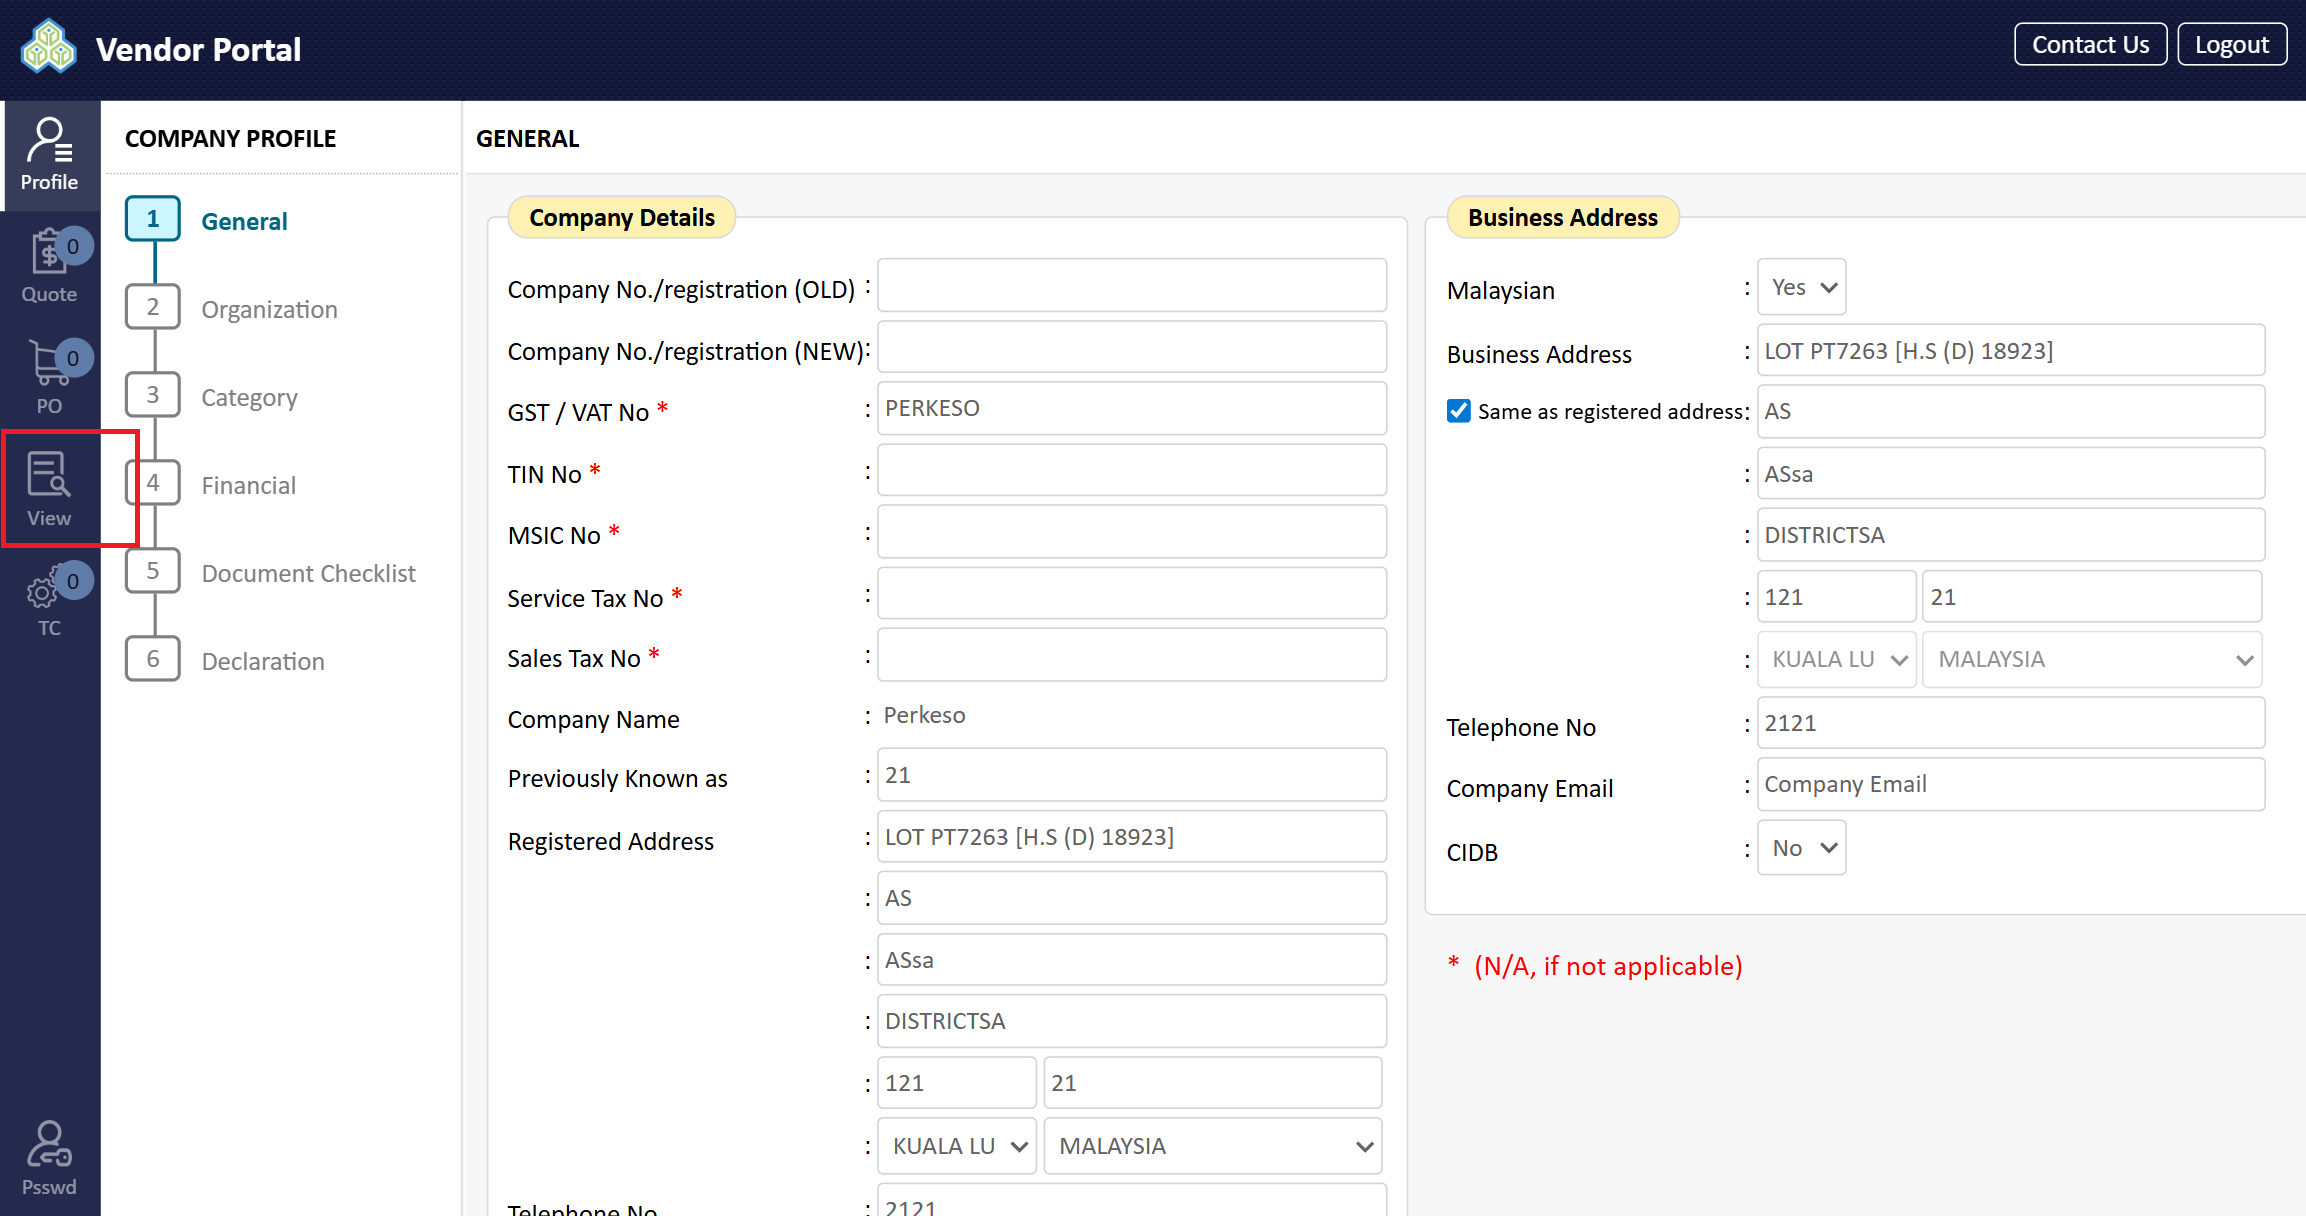 Vendor Portal
Contact Us
Logout
Profile
0
Quote
0
PO
View
0
TC
Psswd
COMPANY PROFILE
1 General
2 Organization
3 Category
4 Financial
5 Document Checklist
6 Declaration
GENERAL
Company Details
Company No./registration (OLD) :
Company No./registration (NEW):
GST / VAT No * : PERKESO
TIN No * :
MSIC No * :
Service Tax No * :
Sales Tax No * :
Company Name : Perkeso
Previously Known as : 21
Registered Address : LOT PT7263 [H.S (D) 18923]
: AS
: ASsa
: DISTRICTSA
: 121 21
: KUALA LU MALAYSIA
Telephone No : 2121
Business Address
Malaysian : Yes
Business Address : LOT PT7263 [H.S (D) 18923]
Same as registered address: AS
: ASsa
: DISTRICTSA
: 121 21
: KUALA LU MALAYSIA
Telephone No : 2121
Company Email : Company Email
CIDB : No
* (N/A, if not applicable)